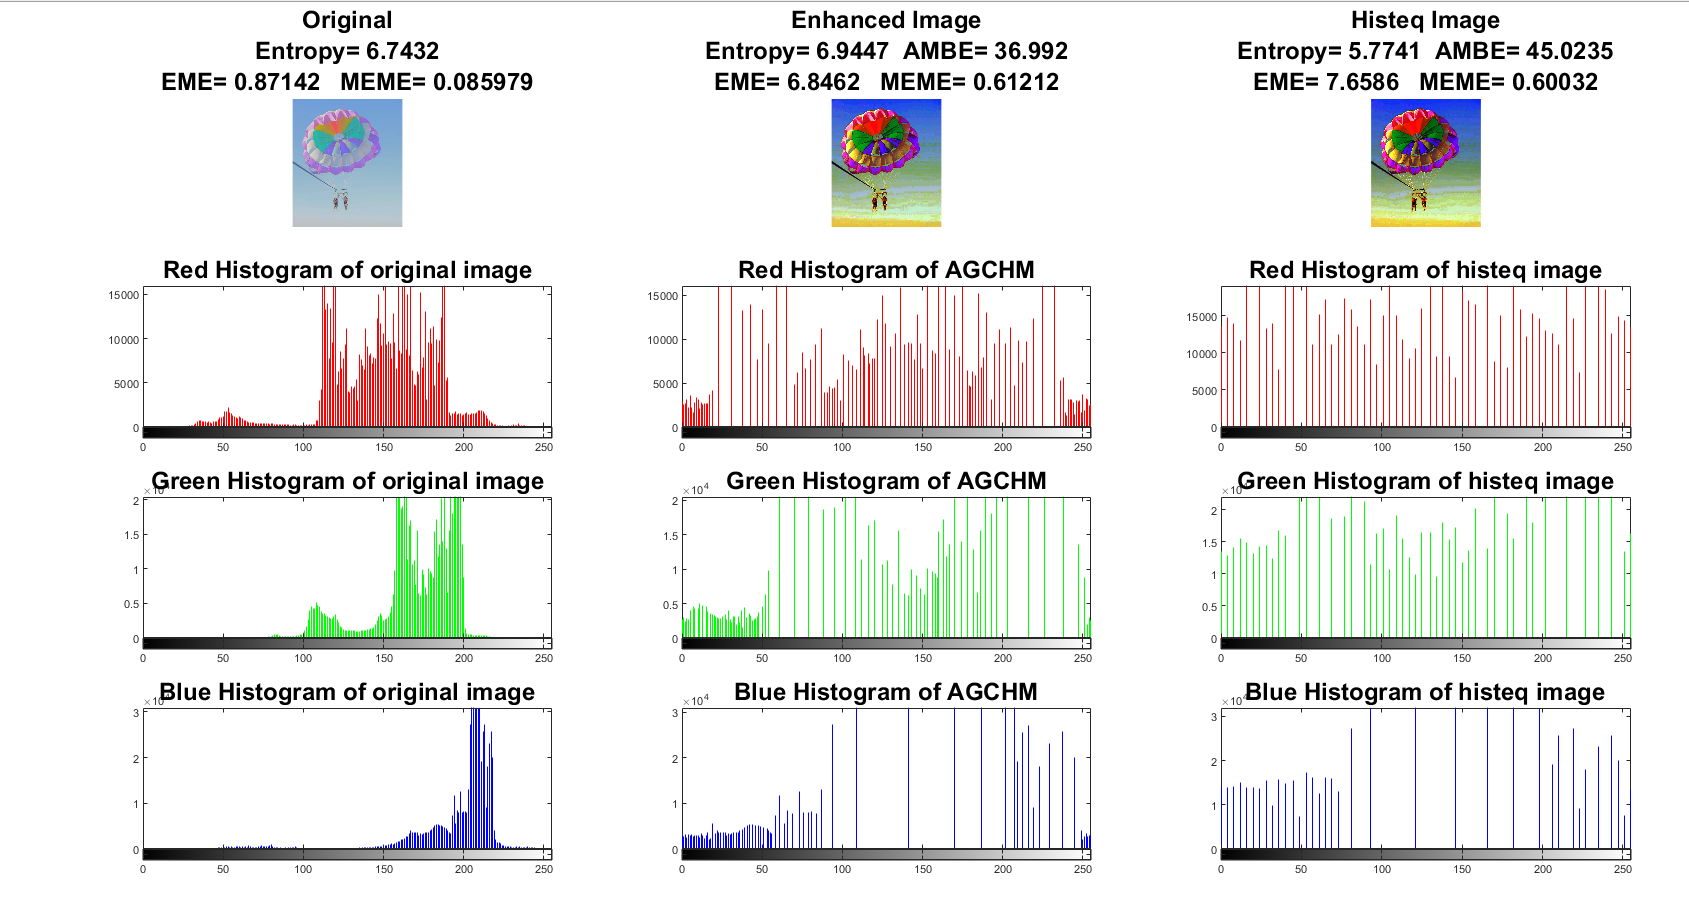 Original
Entropy= 6.7432
EME= 0.87142 MEME= 0.085979
Enhanced Image
Entropy= 6.9447 AMBE= 36.992
EME= 6.8462 MEME= 0.61212
Histeq Image
Entropy= 5.7741 AMBE= 45.0235
EME= 7.6586 MEME= 0.60032
Red Histogram of original image
15000
10000
5000
0
0 50 100 150 200 250
Red Histogram of AGCHM
15000
10000
5000
0
0 50 100 150 200 250
Red Histogram of histeq image
15000
10000
5000
0
0 50 100 150 200 250
Green Histogram of original image
2
1.5
1
0.5
0
0 50 100 150 200 250
Green Histogram of AGCHM
×10^4
2
1.5
1
0.5
0
0 50 100 150 200 250
Green Histogram of histeq image
2
1.5
1
0.5
0
0 50 100 150 200 250
Blue Histogram of original image
3
2
1
0
0 50 100 150 200 250
Blue Histogram of AGCHM
×10^4
3
2
1
0
0 50 100 150 200 250
Blue Histogram of histeq image
3
2
1
0
0 50 100 150 200 250